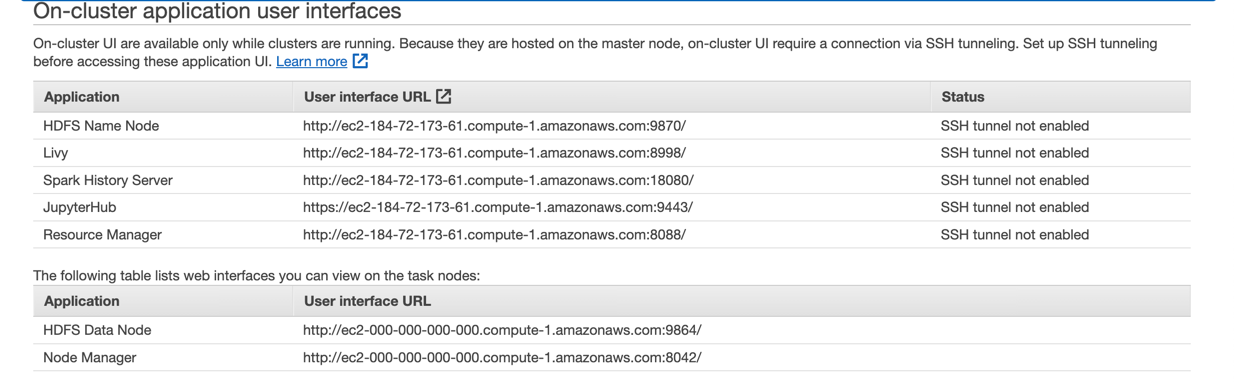 On-cluster application user interfaces
On-cluster UI are available only while clusters are running. Because they are hosted on the master node, on-cluster UI require a connection via SSH tunneling. Set up SSH tunneling
before accessing these application UI. Learn more
Application User interface URL Status
HDFS Name Node http://ec2-184-72-173-61.compute-1.amazonaws.com:9870/ SSH tunnel not enabled
Livy http://ec2-184-72-173-61.compute-1.amazonaws.com:8998/ SSH tunnel not enabled
Spark History Server http://ec2-184-72-173-61.compute-1.amazonaws.com:18080/ SSH tunnel not enabled
JupyterHub https://ec2-184-72-173-61.compute-1.amazonaws.com:9443/ SSH tunnel not enabled
Resource Manager http://ec2-184-72-173-61.compute-1.amazonaws.com:8088/ SSH tunnel not enabled
The following table lists web interfaces you can view on the task nodes:
Application User interface URL
HDFS Data Node http://ec2-000-000-000-000.compute-1.amazonaws.com:9864/
Node Manager http://ec2-000-000-000-000.compute-1.amazonaws.com:8042/